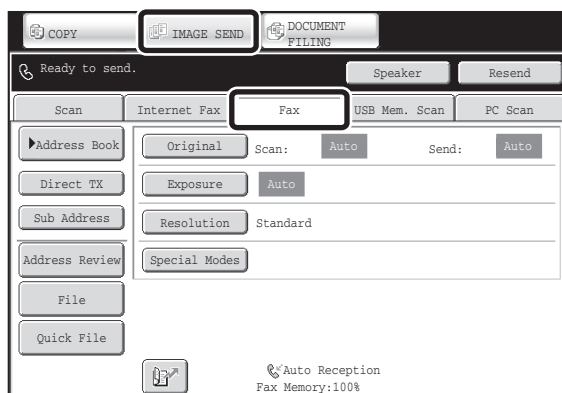 COPY
IMAGE SEND
DOCUMENT
FILING
Ready to send.
Speaker
Resend
Scan
Internet Fax
Fax
USB Mem. Scan
PC Scan
Address Book
Original
Scan:
Auto
Send:
Auto
Direct TX
Exposure
Auto
Sub Address
Resolution
Standard
Address Review
Special Modes
File
Quick File
Auto Reception
Fax Memory:100%